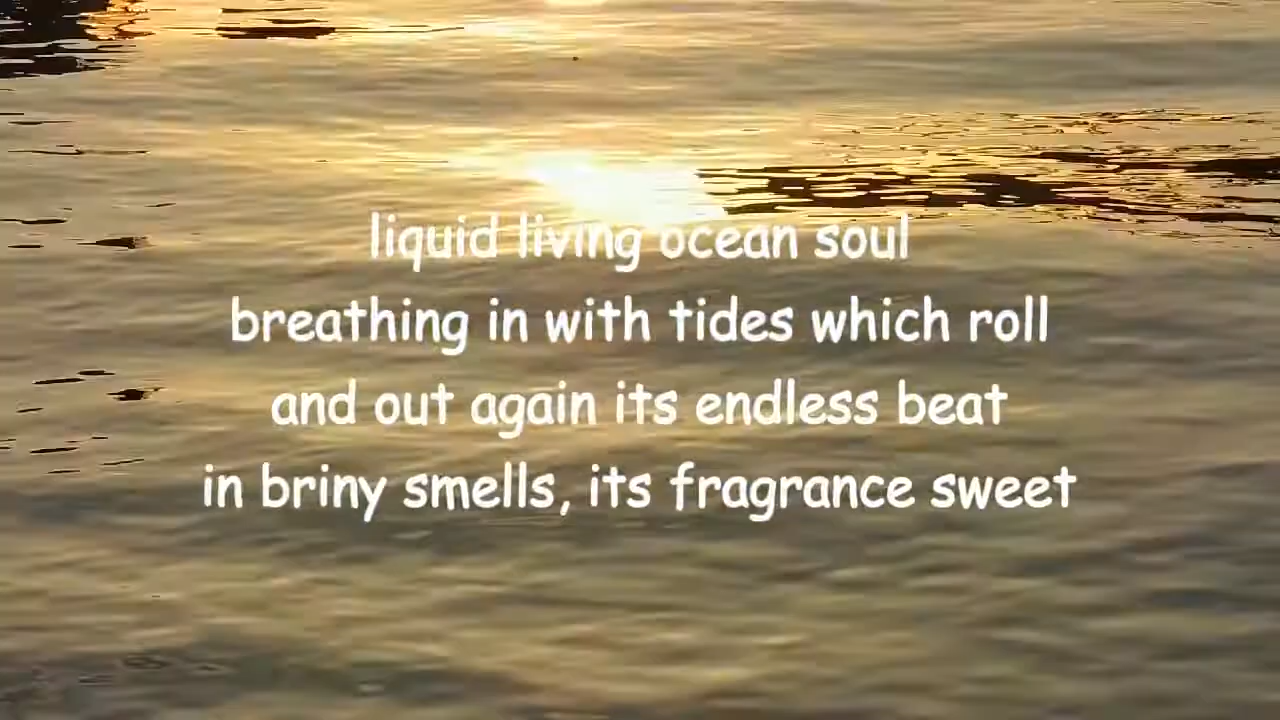 liquid living ocean soul
breathing in with tides which roll
and out again its endless beat
in briny smells, its fragrance sweet